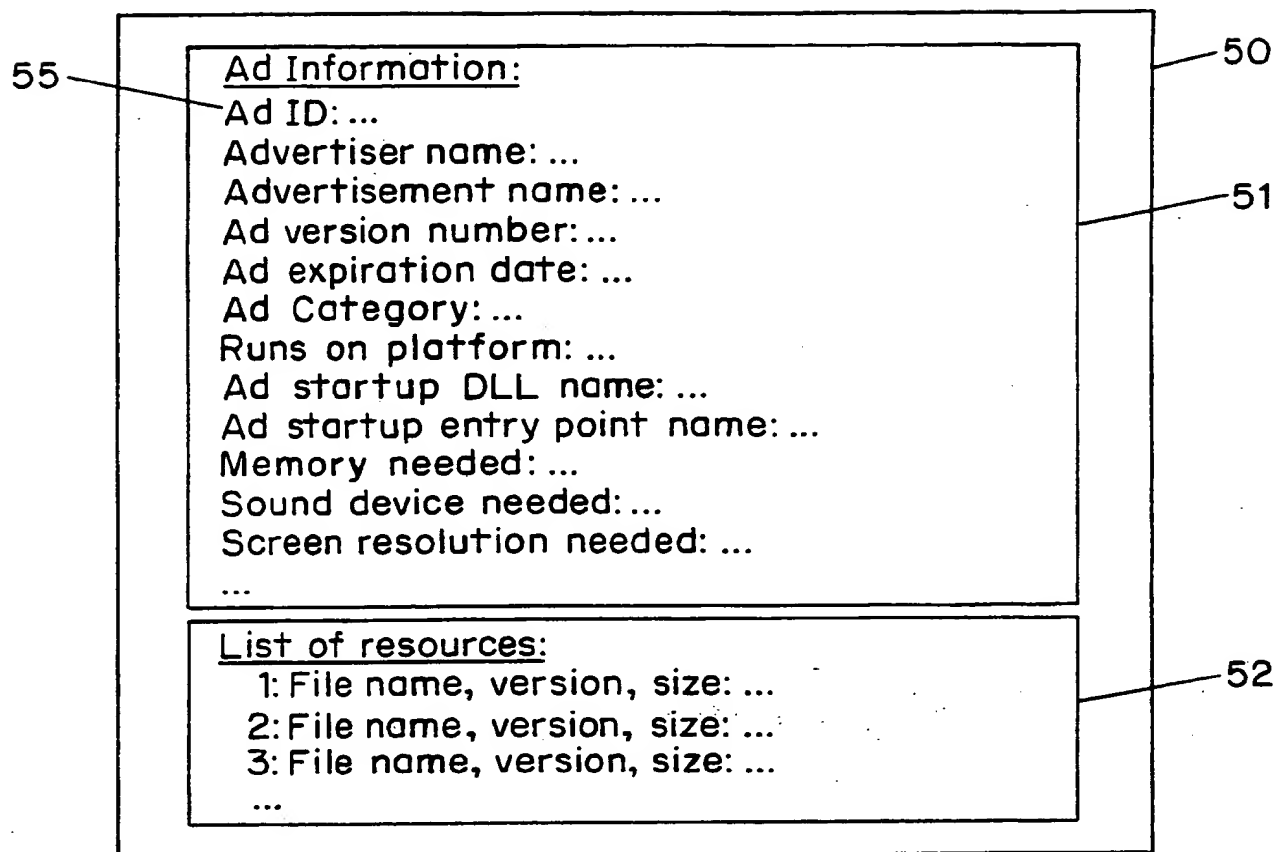 50
55
Ad Information:
Ad ID: ...
Advertiser name: ...
Advertisement name: ...
51
Ad version number: ...
Ad expiration date: ...
Ad Category: ...
Runs on platform: ...
Ad startup DLL name: ...
Ad startup entry point name: ...
Memory needed: ...
Sound device needed: ...
Screen resolution needed: ...
...
List of resources:
52
1: File name, version, size: ...
2: File name, version, size: ...
3: File name, version, size: ...
...